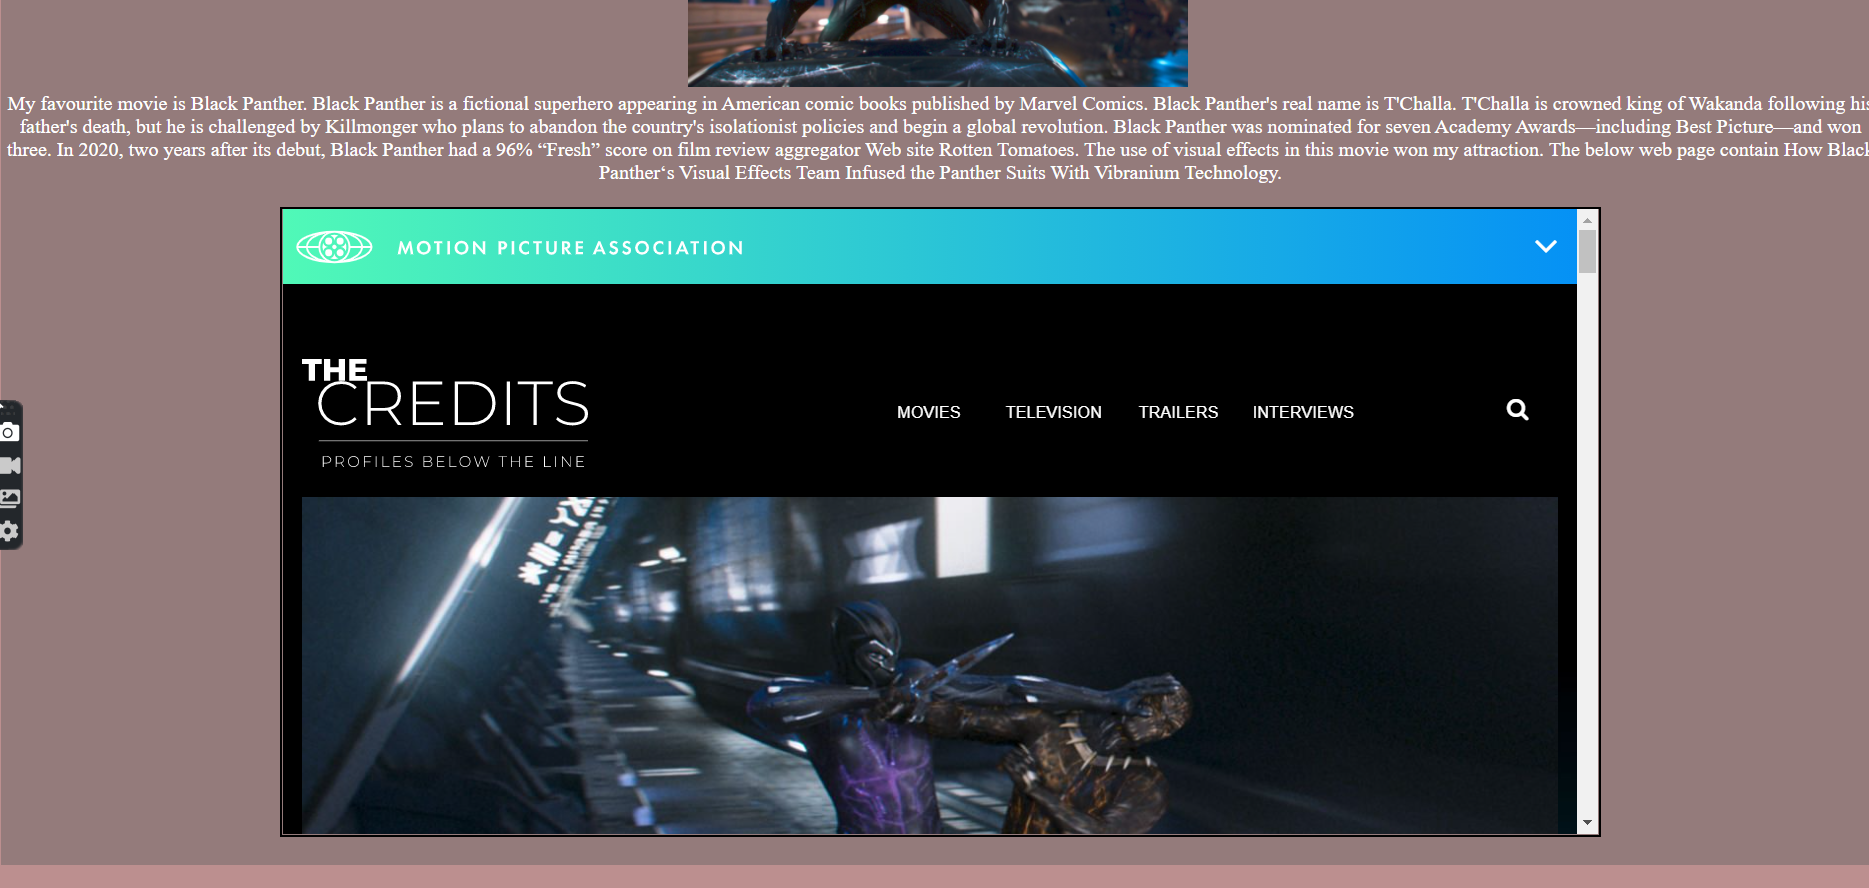 My favourite movie is Black Panther. Black Panther is a fictional superhero appearing in American comic books published by Marvel Comics. Black Panther's real name is T'Challa. T'Challa is crowned king of Wakanda following his
father's death, but he is challenged by Killmonger who plans to abandon the country's isolationist policies and begin a global revolution. Black Panther was nominated for seven Academy Awards—including Best Picture—and won
three. In 2020, two years after its debut, Black Panther had a 96% “Fresh” score on film review aggregator Web site Rotten Tomatoes. The use of visual effects in this movie won my attraction. The below web page contain How Black
Panther‘s Visual Effects Team Infused the Panther Suits With Vibranium Technology.
MOTION PICTURE ASSOCIATION
THE
CREDITS
PROFILES BELOW THE LINE
MOVIES TELEVISION TRAILERS INTERVIEWS